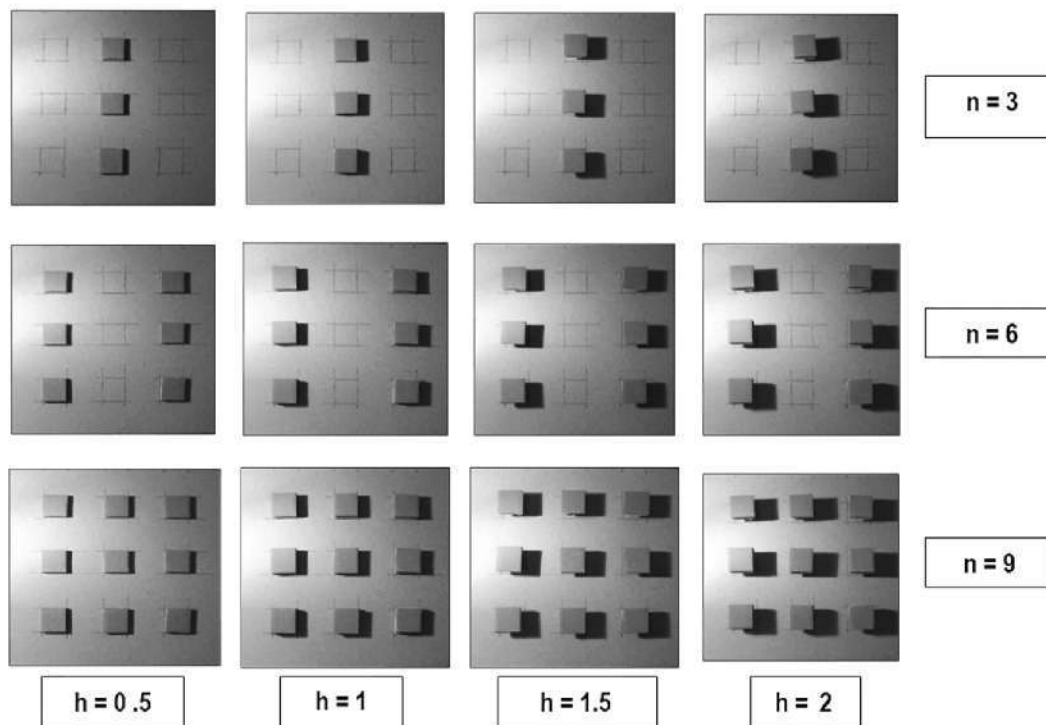 n = 3
n = 6
n = 9
h = 0 .5
h = 1
h = 1.5
h = 2